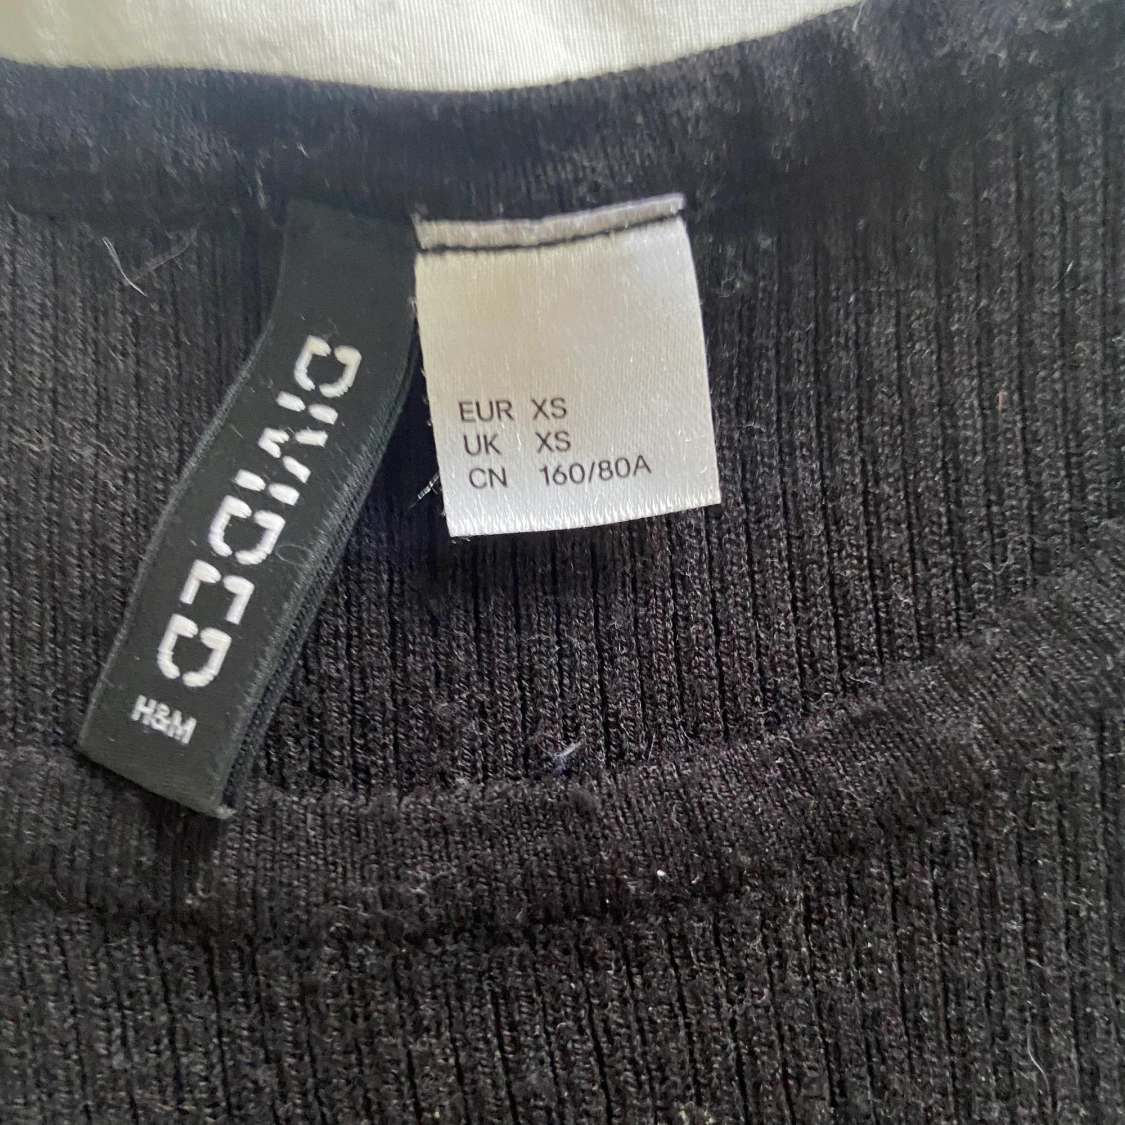 DIVIDED
H&M
EUR XS
UK XS
CN 160/80A